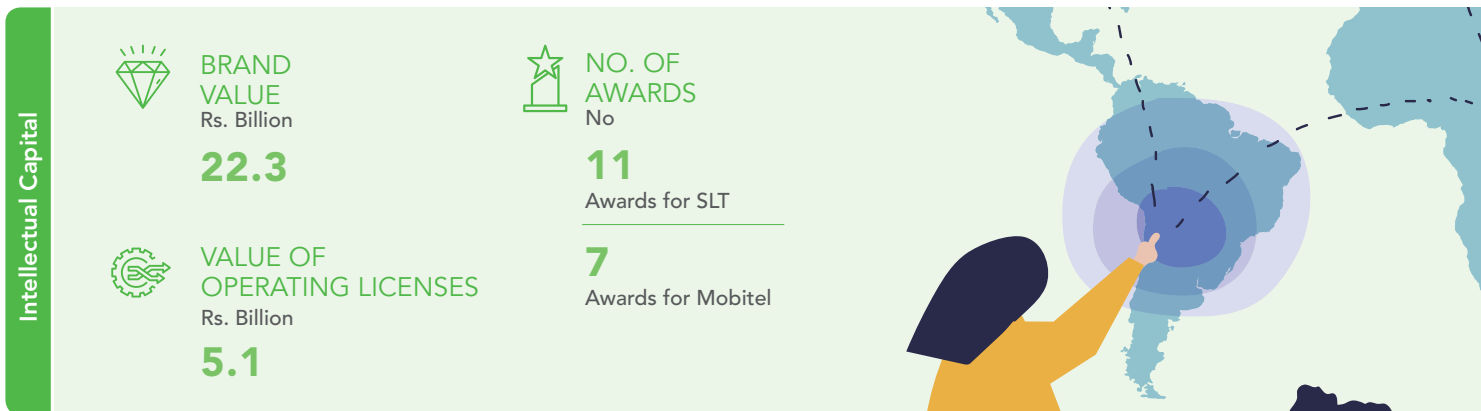 Intellectual Capital
BRAND
VALUE
Rs. Billion
22.3
VALUE OF
OPERATING LICENSES
Rs. Billion
5.1
NO. OF
AWARDS
No
11
Awards for SLT
7
Awards for Mobitel